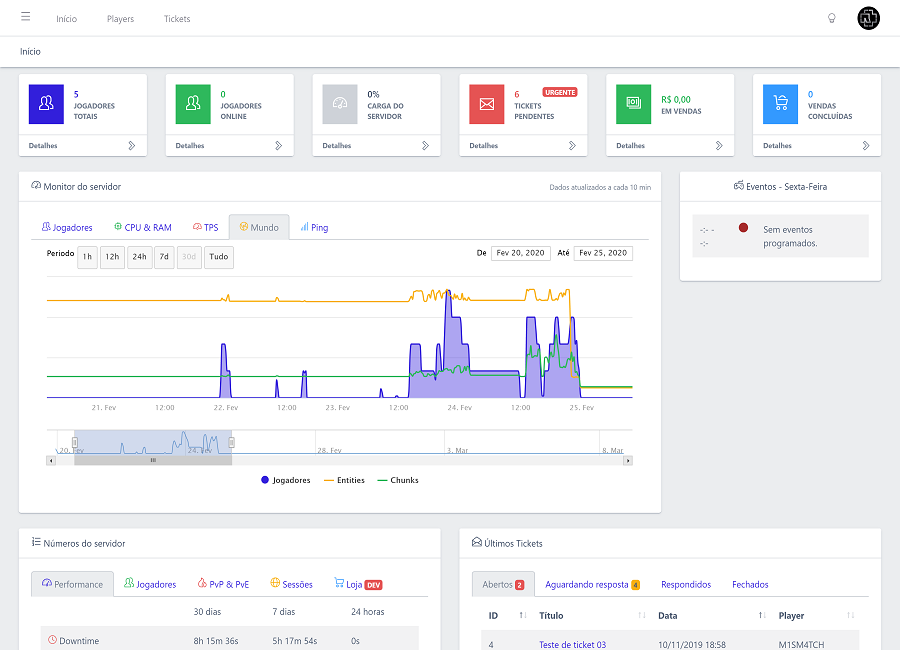 Início Players Tickets
Início
5
JOGADORES
TOTAIS
Detalhes
0
JOGADORES
ONLINE
Detalhes
0%
CARGA DO
SERVIDOR
Detalhes
6 URGENTE
TICKETS
PENDENTES
Detalhes
R$ 0,00
EM VENDAS
Detalhes
0
VENDAS
CONCLUÍDAS
Detalhes
Monitor do servidor
Dados atualizados a cada 10 min
Jogadores CPU & RAM TPS Mundo Ping
Periodo 1h 12h 24h 7d 30d Tudo
De Fev 20, 2020 Até Fev 25, 2020
21. Fev 12:00 22. Fev 12:00 23. Fev 12:00 24. Fev 12:00 25. Fev
20. Fev 24. Fev 28. Fev 3. Mar 8. Mar
Jogadores Entities Chunks
Eventos - Sexta-Feira
-:- -
-:-
Sem eventos
programados.
Números do servidor
Performance Jogadores PvP & PvE Sessões Loja DEV
30 dias 7 dias 24 horas
Downtime 8h 15m 36s 5h 17m 54s 0s
Últimos Tickets
Abertos 2 Aguardando resposta 4 Respondidos Fechados
ID Título Data Player
4 Teste de ticket 03 10/11/2019 18:58 M1SM4TCH